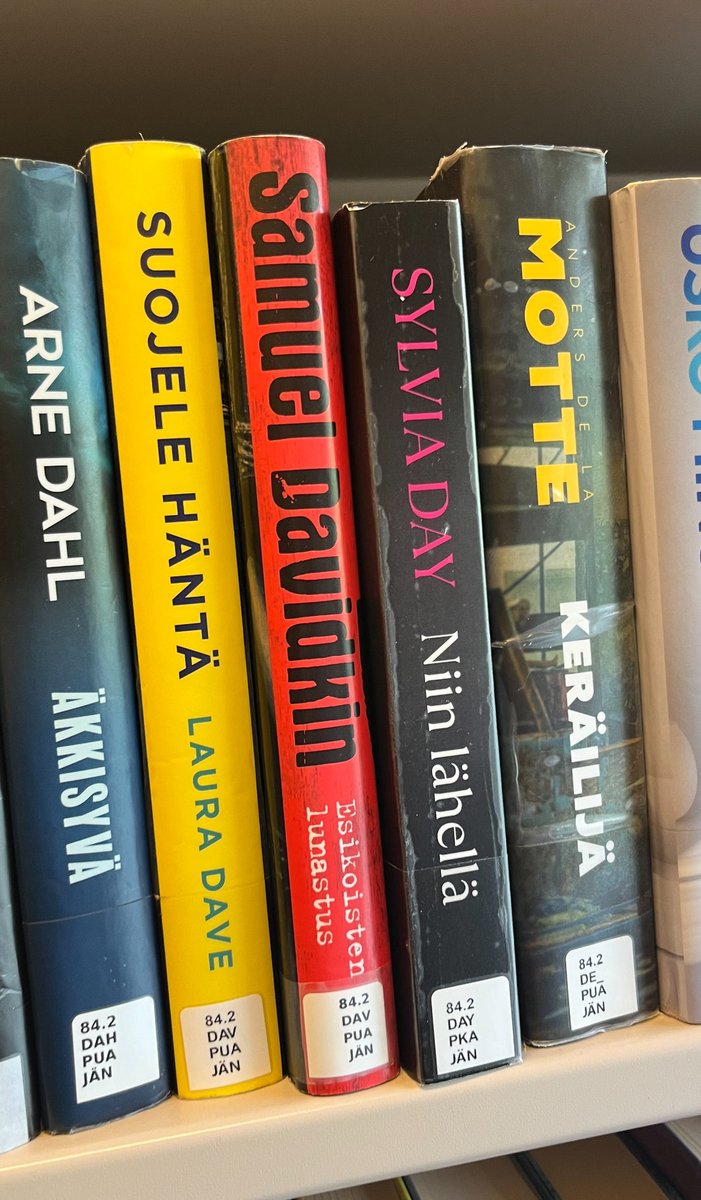 ARNE DAHL
ÄKKISYVÄ
84.2
DAH
PUA
JÄN
SUOJELE HÄNTÄ
LAURA DAVE
84.2
DAV
PUA
JÄN
Samuel Davidkin
Esikoisten
lunastus
84.2
DAV
PUA
JÄN
SYLVIA DAY
Niin lähellä
84.2
DAY
PKA
JÄN
ANDERS DE LA
MOTTE
KERÄILIJÄ
84.2
DE_
PUA
JÄN